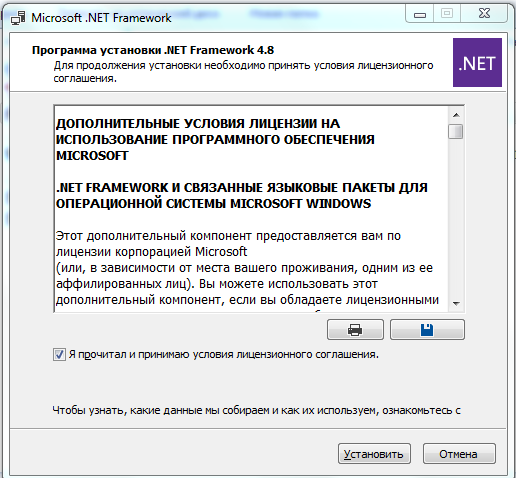 Microsoft .NET Framework
Программа установки .NET Framework 4.8
Для продолжения установки необходимо принять условия лицензионного
соглашения.
.NET
ДОПОЛНИТЕЛЬНЫЕ УСЛОВИЯ ЛИЦЕНЗИИ НА
ИСПОЛЬЗОВАНИЕ ПРОГРАММНОГО ОБЕСПЕЧЕНИЯ
MICROSOFT
.NET FRAMEWORK И СВЯЗАННЫЕ ЯЗЫКОВЫЕ ПАКЕТЫ ДЛЯ
ОПЕРАЦИОННОЙ СИСТЕМЫ MICROSOFT WINDOWS
Этот дополнительный компонент предоставляется вам по
лицензии корпорацией Microsoft
(или, в зависимости от места вашего проживания, одним из ее
аффилированных лиц). Вы можете использовать этот
дополнительный компонент, если вы обладаете лицензионными
Я прочитал и принимаю условия лицензионного соглашения.
Чтобы узнать, какие данные мы собираем и как их используем, ознакомьтесь с
Установить
Отмена